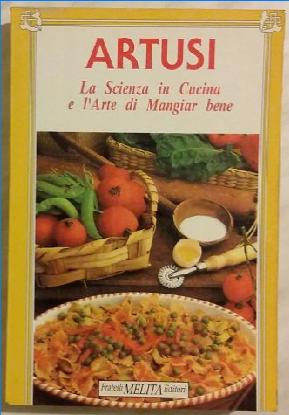 ARTUSI
La Scienza in Cucina
e l'Arte di Mangiar bene
Fratelli MELITA Editori